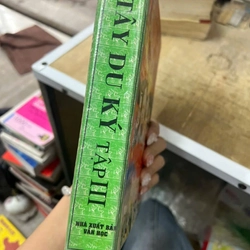 TÂY DU KÝ TẬP III
NHÀ XUẤT BẢN
VĂN HỌC